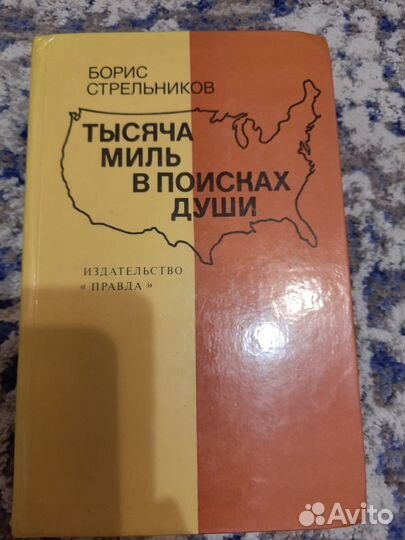 БОРИС
СТРЕЛЬНИКОВ
ТЫСЯЧА
МИЛЬ
В ПОИСКАХ
ДУШИ
ИЗДАТЕЛЬСТВО
« ПРАВДА »
Avito